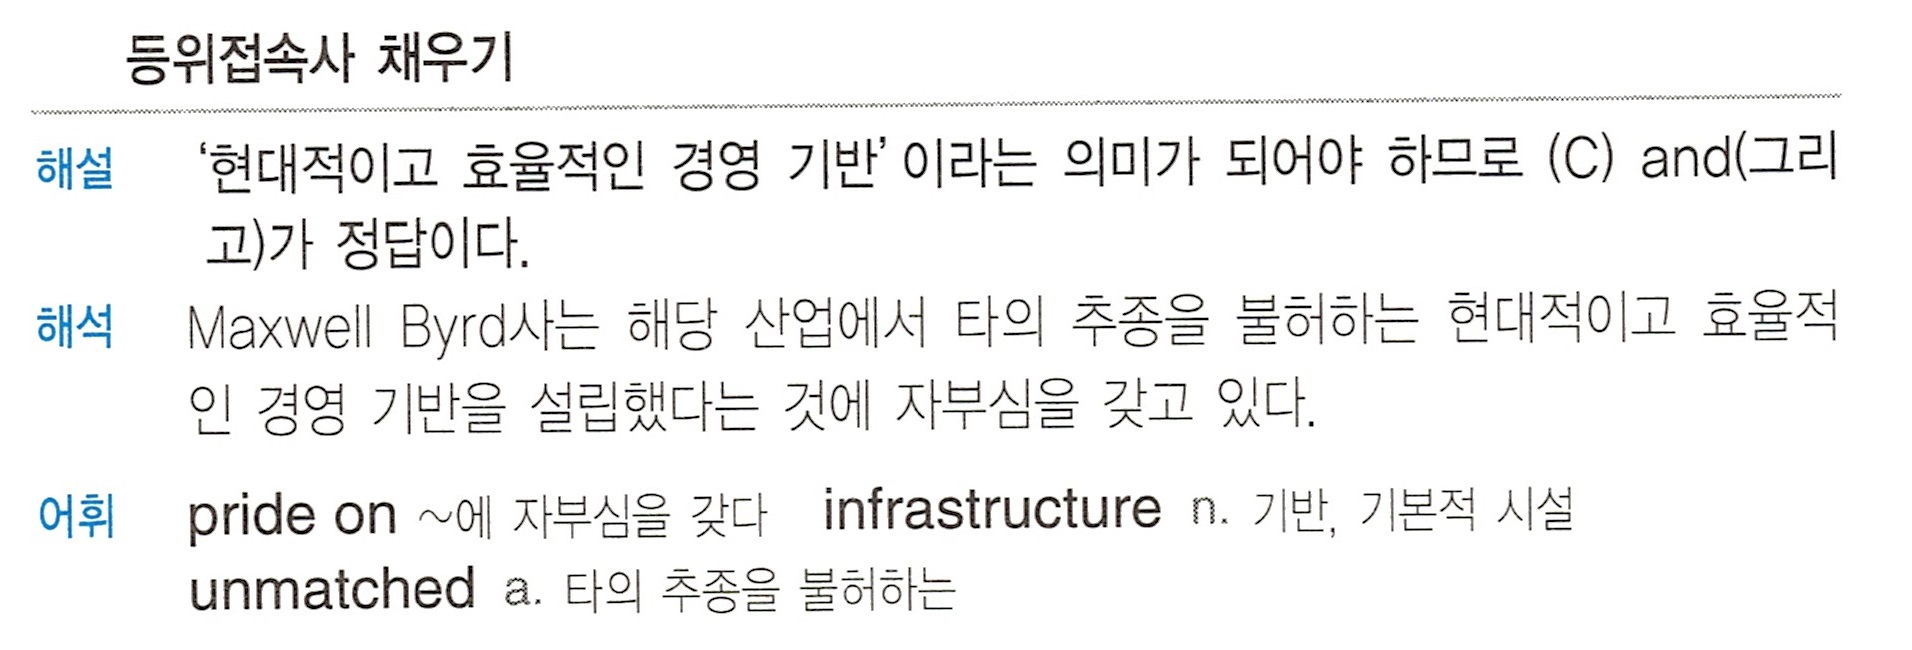 등위접속사 채우기
해설 ‘현대적이고 효율적인 경영 기반’이라는 의미가 되어야 하므로 (C) and(그리
고)가 정답이다.
해석 Maxwell Byrd사는 해당 산업에서 타의 추종을 불허하는 현대적이고 효율적
인 경영 기반을 설립했다는 것에 자부심을 갖고 있다.
어휘 pride on ~에 자부심을 갖다 infrastructure n. 기반, 기본적 시설
unmatched a. 타의 추종을 불허하는